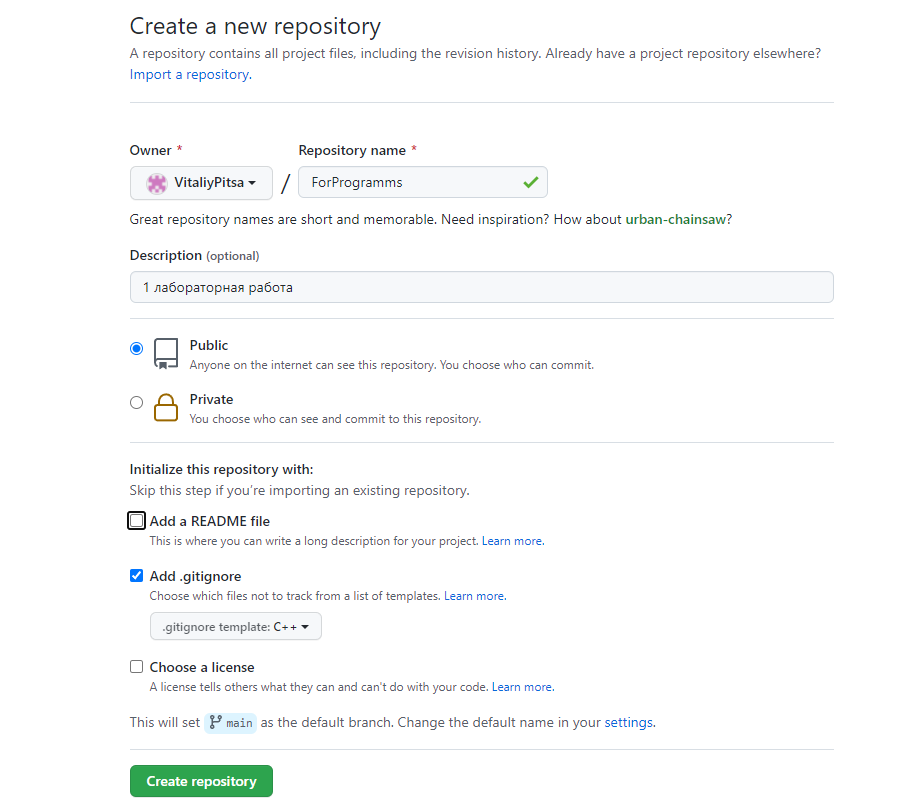 Create a new repository
A repository contains all project files, including the revision history. Already have a project repository elsewhere?
Import a repository.
Owner * Repository name *
VitaliyPitsa / ForProgramms
Great repository names are short and memorable. Need inspiration? How about urban-chainsaw?
Description (optional)
1 лабораторная работа
Public
Anyone on the internet can see this repository. You choose who can commit.
Private
You choose who can see and commit to this repository.
Initialize this repository with:
Skip this step if you're importing an existing repository.
Add a README file
This is where you can write a long description for your project. Learn more.
Add .gitignore
Choose which files not to track from a list of templates. Learn more.
.gitignore template: C++
Choose a license
A license tells others what they can and can't do with your code. Learn more.
This will set main as the default branch. Change the default name in your settings.
Create repository